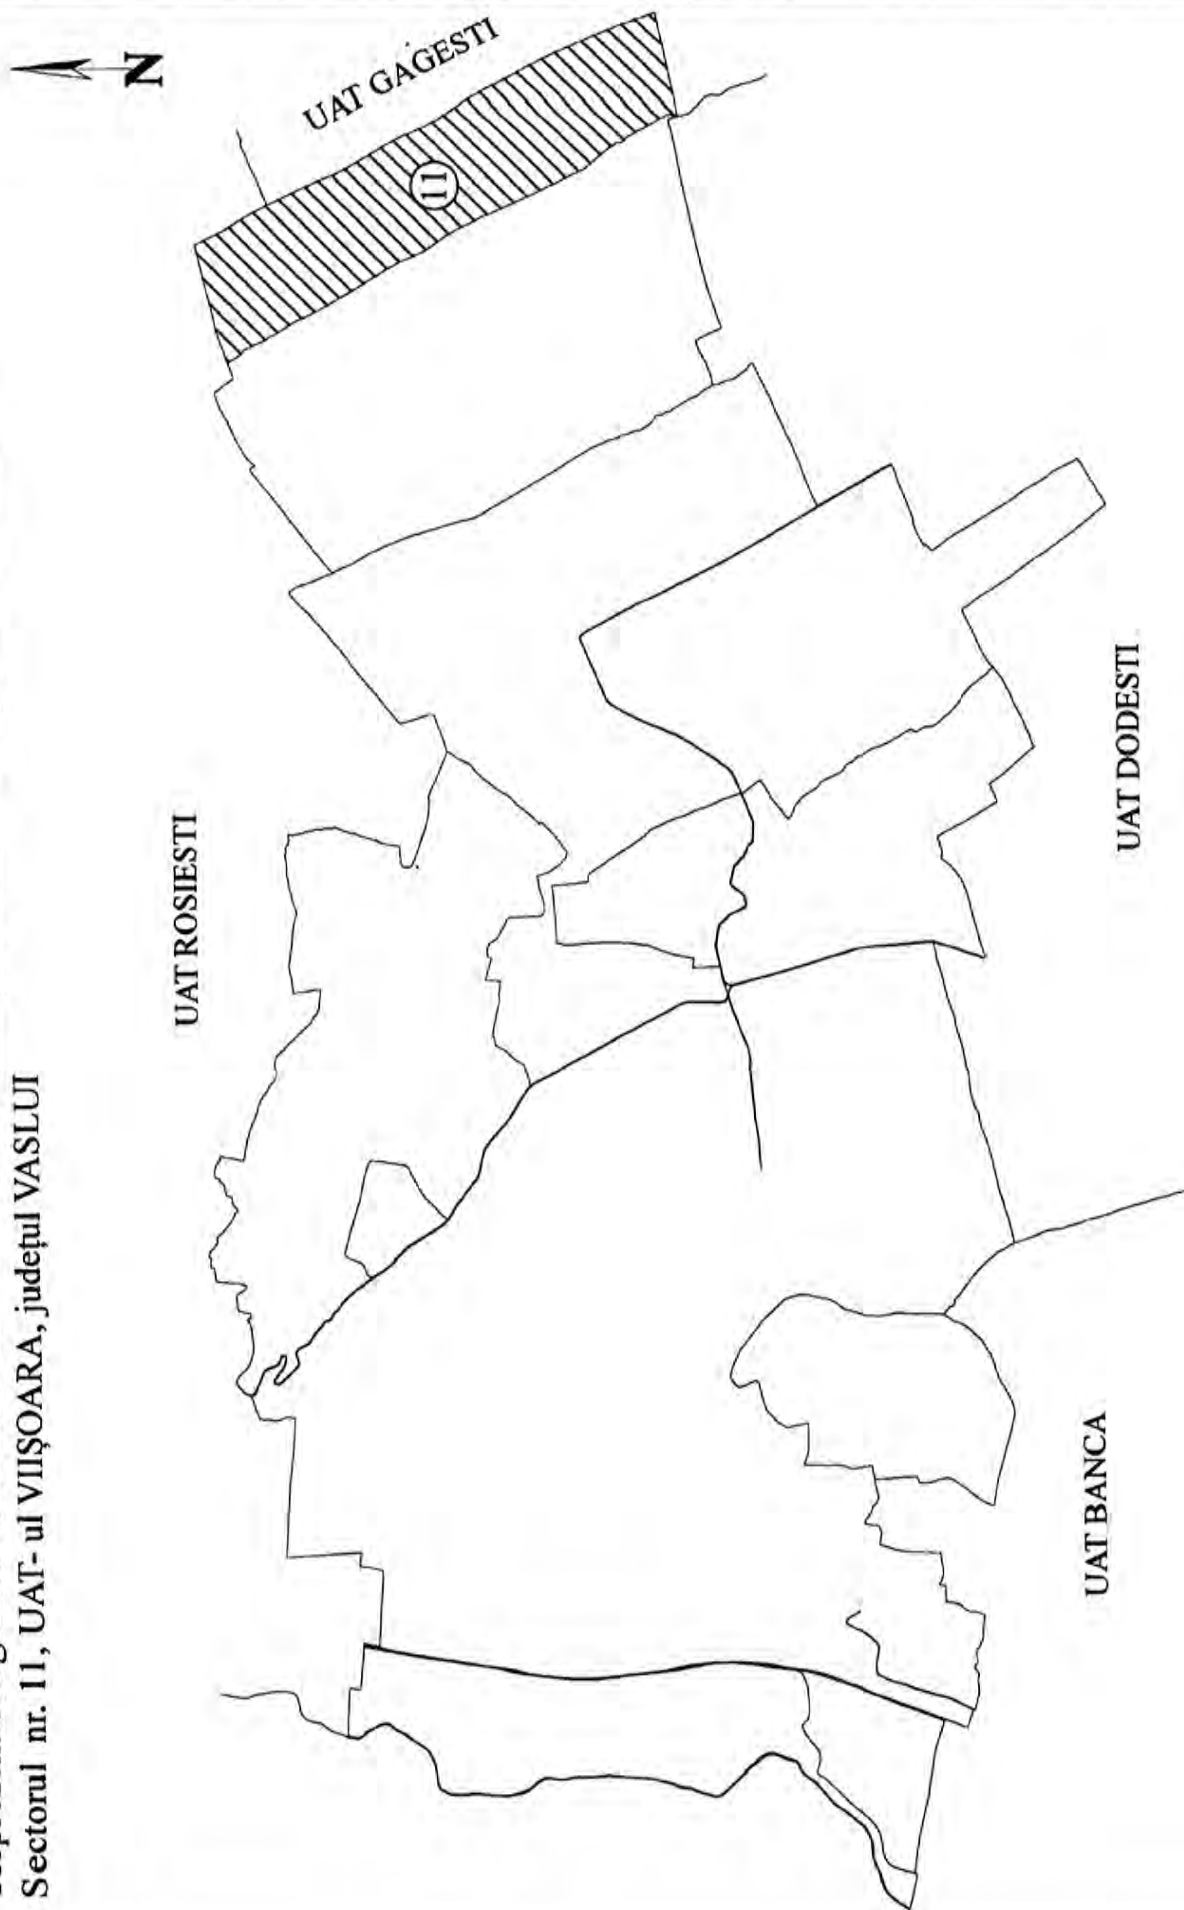 Sectorul nr. 11, UAT- ul VIIȘOARA, județul VASLUI
N
UAT GAGESTI
11
UAT ROSIESTI
UAT DODESTI
UAT BANCA